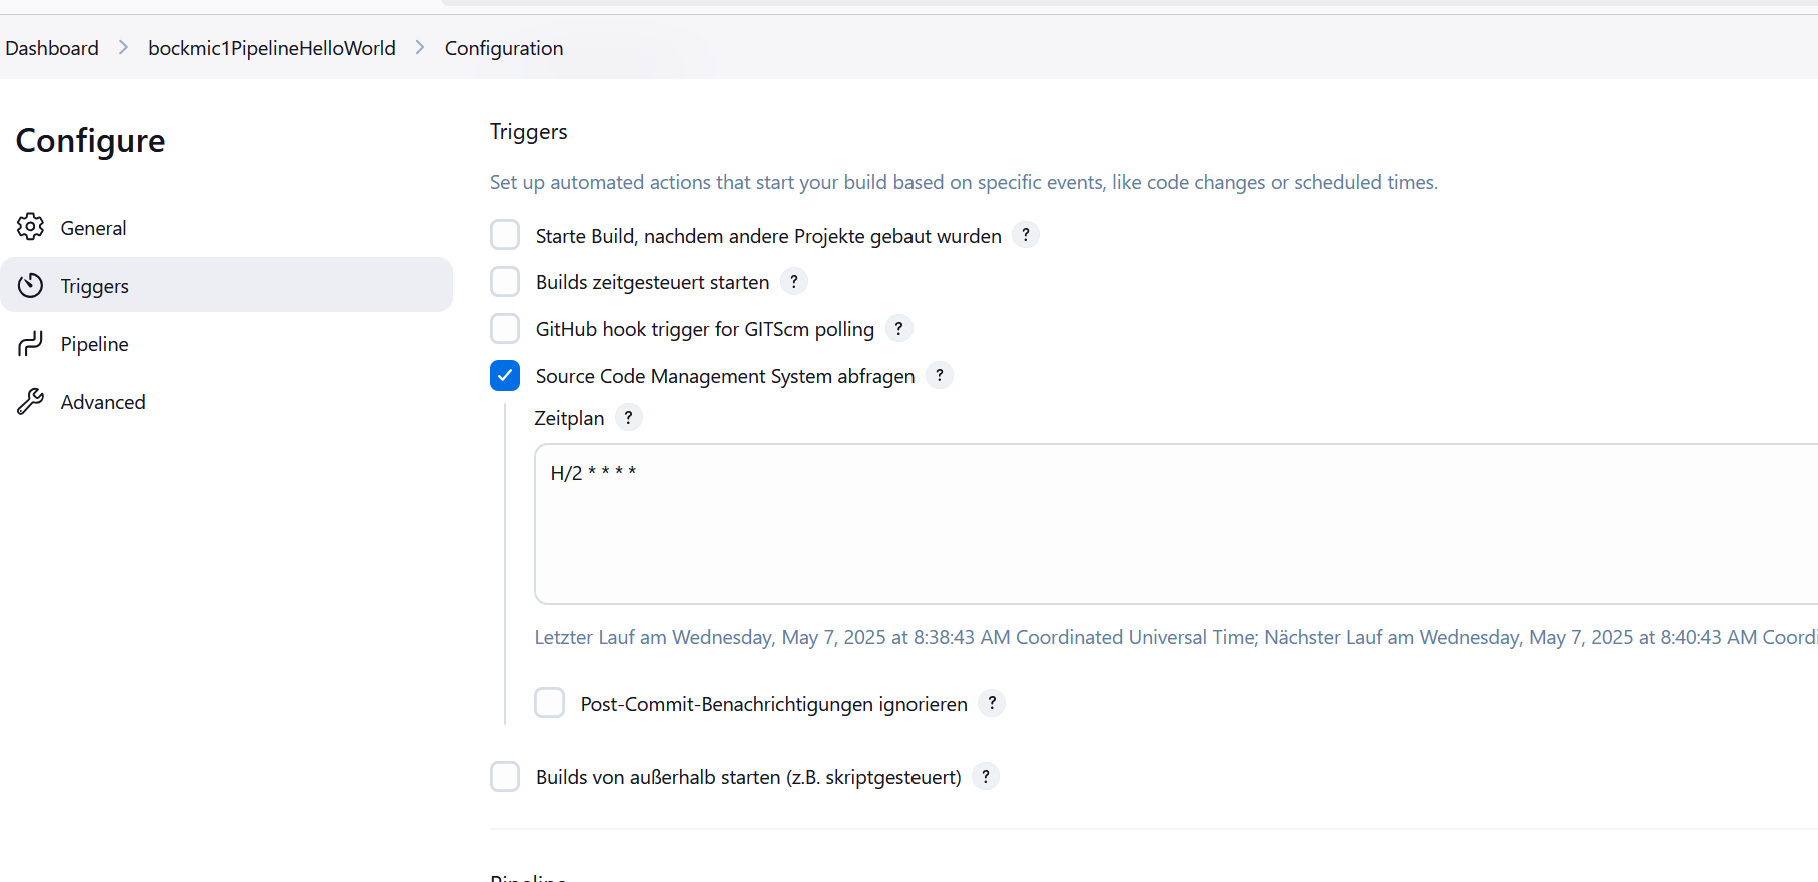 Dashboard > bockmic1PipelineHelloWorld > Configuration
Configure
General
Triggers
Pipeline
Advanced
Triggers
Set up automated actions that start your build based on specific events, like code changes or scheduled times.
Starte Build, nachdem andere Projekte gebaut wurden ?
Builds zeitgesteuert starten ?
GitHub hook trigger for GITScm polling ?
Source Code Management System abfragen ?
Zeitplan ?
H/2 * * * *
Letzter Lauf am Wednesday, May 7, 2025 at 8:38:43 AM Coordinated Universal Time; Nächster Lauf am Wednesday, May 7, 2025 at 8:40:43 AM Coordi
Post-Commit-Benachrichtigungen ignorieren ?
Builds von außerhalb starten (z.B. skriptgesteuert) ?
Pipeline